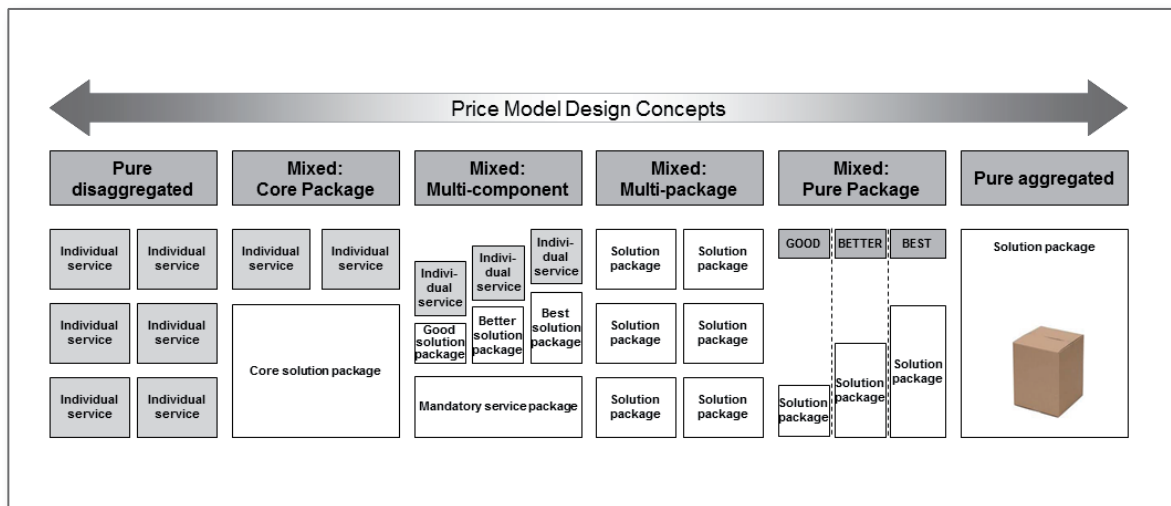 Price Model Design Concepts
Pure
disaggregated
Mixed:
Core Package
Mixed:
Multi-component
Mixed:
Multi-package
Mixed:
Pure Package
Pure aggregated
Individual
service
Individual
service
Individual
service
Individual
service
Individual
service
Individual
service
Individual
service
Individual
service
Core solution package
Indivi-
dual
service
Indivi-
dual
service
Indivi-
dual
service
Good
solution
package
Better
solution
package
Best
solution
package
Mandatory service package
Solution
package
Solution
package
Solution
package
Solution
package
Solution
package
Solution
package
GOOD
BETTER
BEST
Solution
package
Solution
package
Solution
package
Solution package